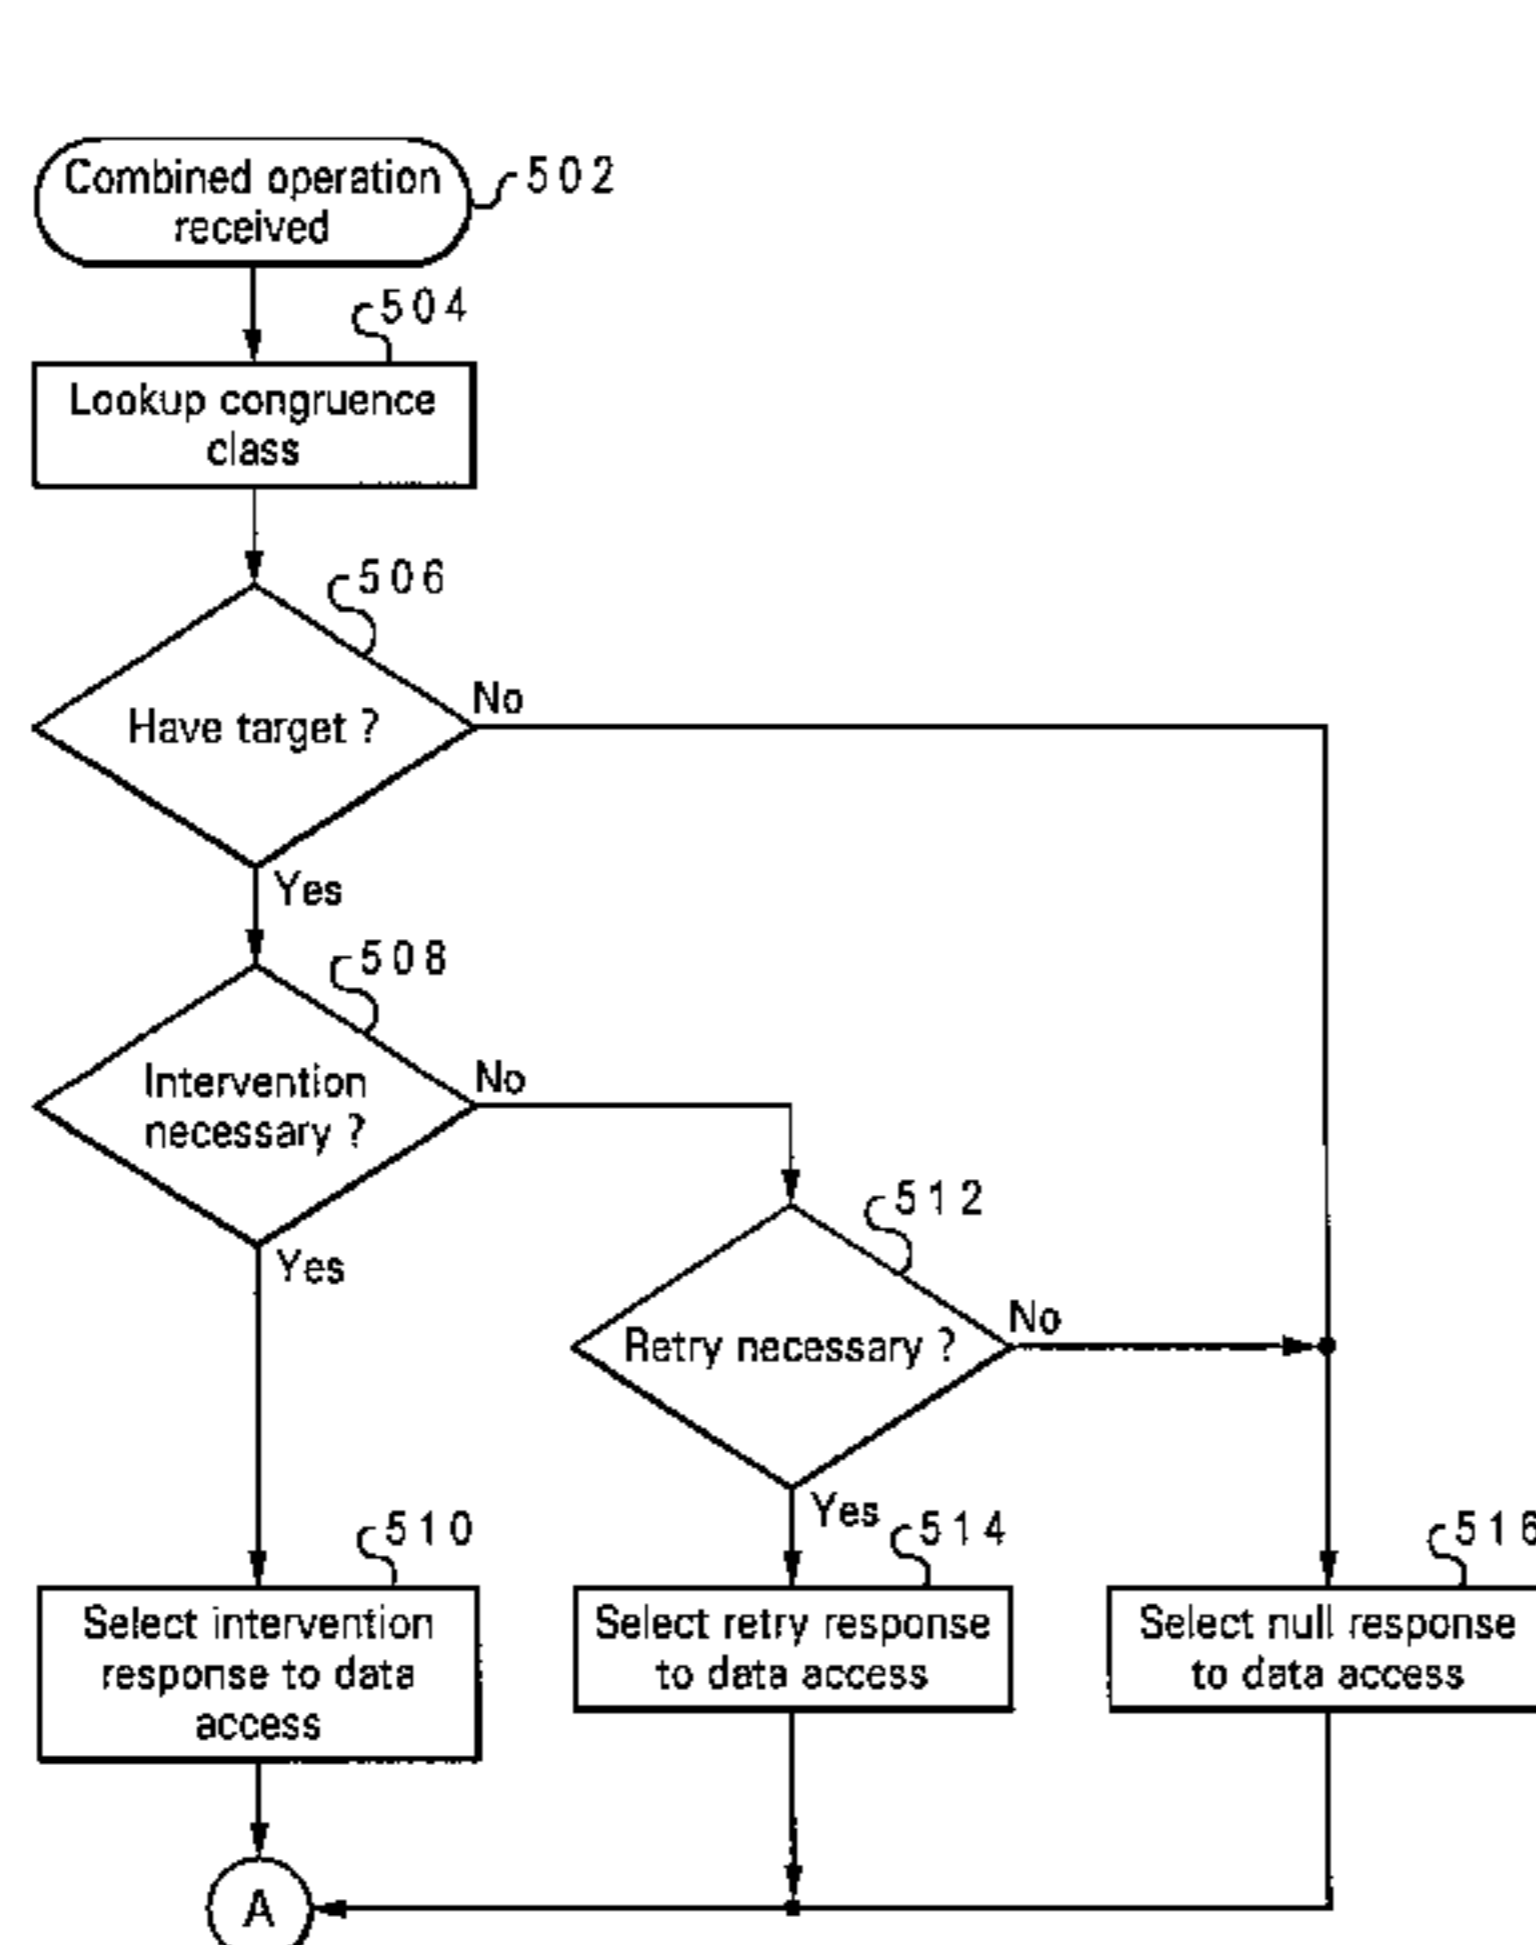 Combined operation
received
502
504
Lookup congruence
class
506
Have target ?
No
Yes
508
Intervention
necessary ?
No
Yes
512
Retry necessary ?
No
Yes
510
514
516
Select intervention
response to data
access
Select retry response
to data access
Select null response
to data access
A